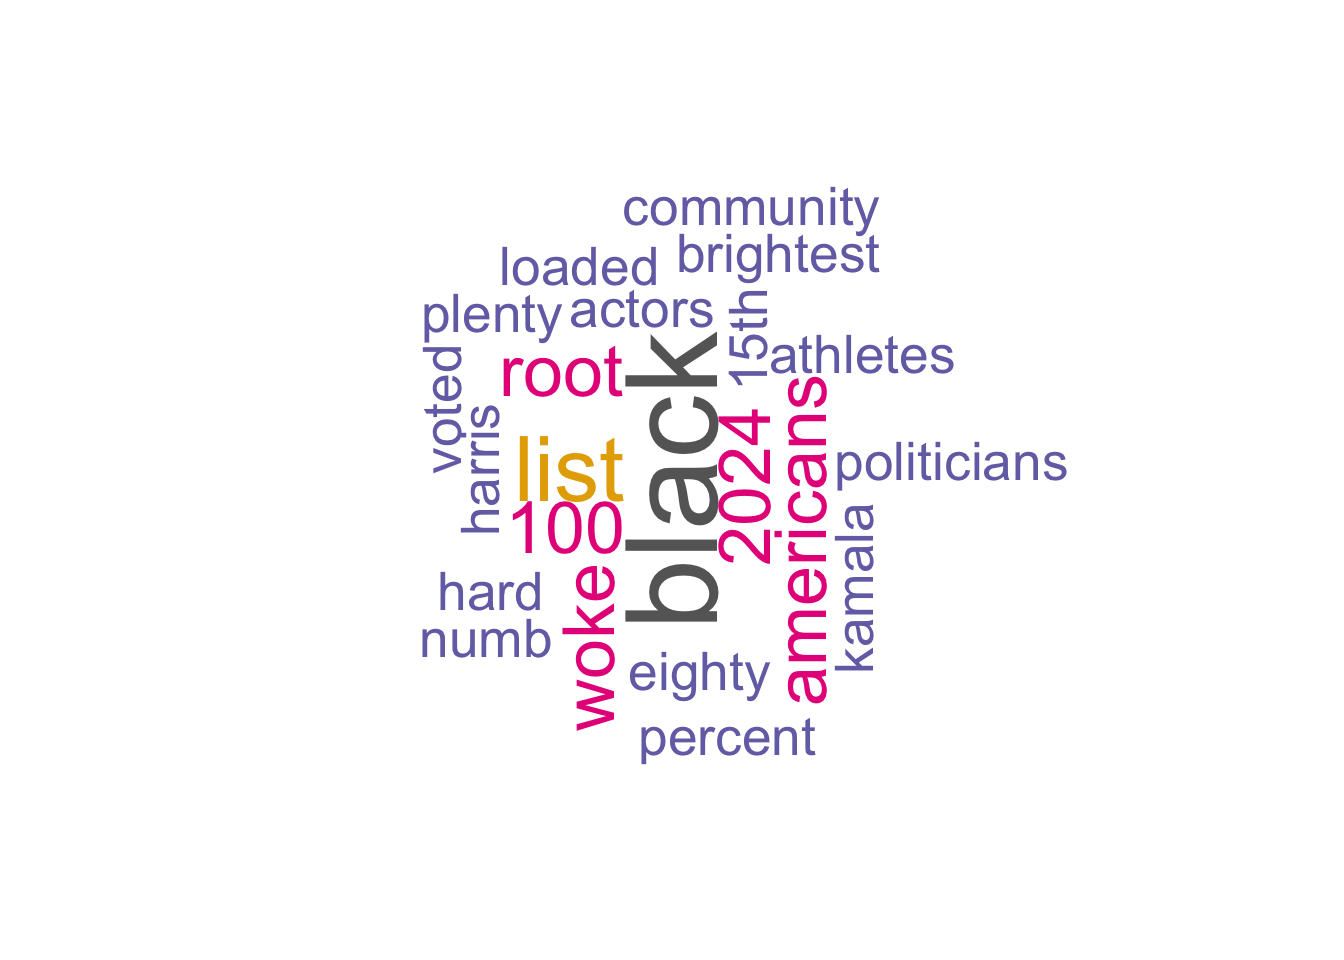 community
brightest
loaded
plenty
actors
15th
athletes
voted
root
black
harris
list
2024
americans
politicians
100
kamala
hard
woke
numb
eighty
percent